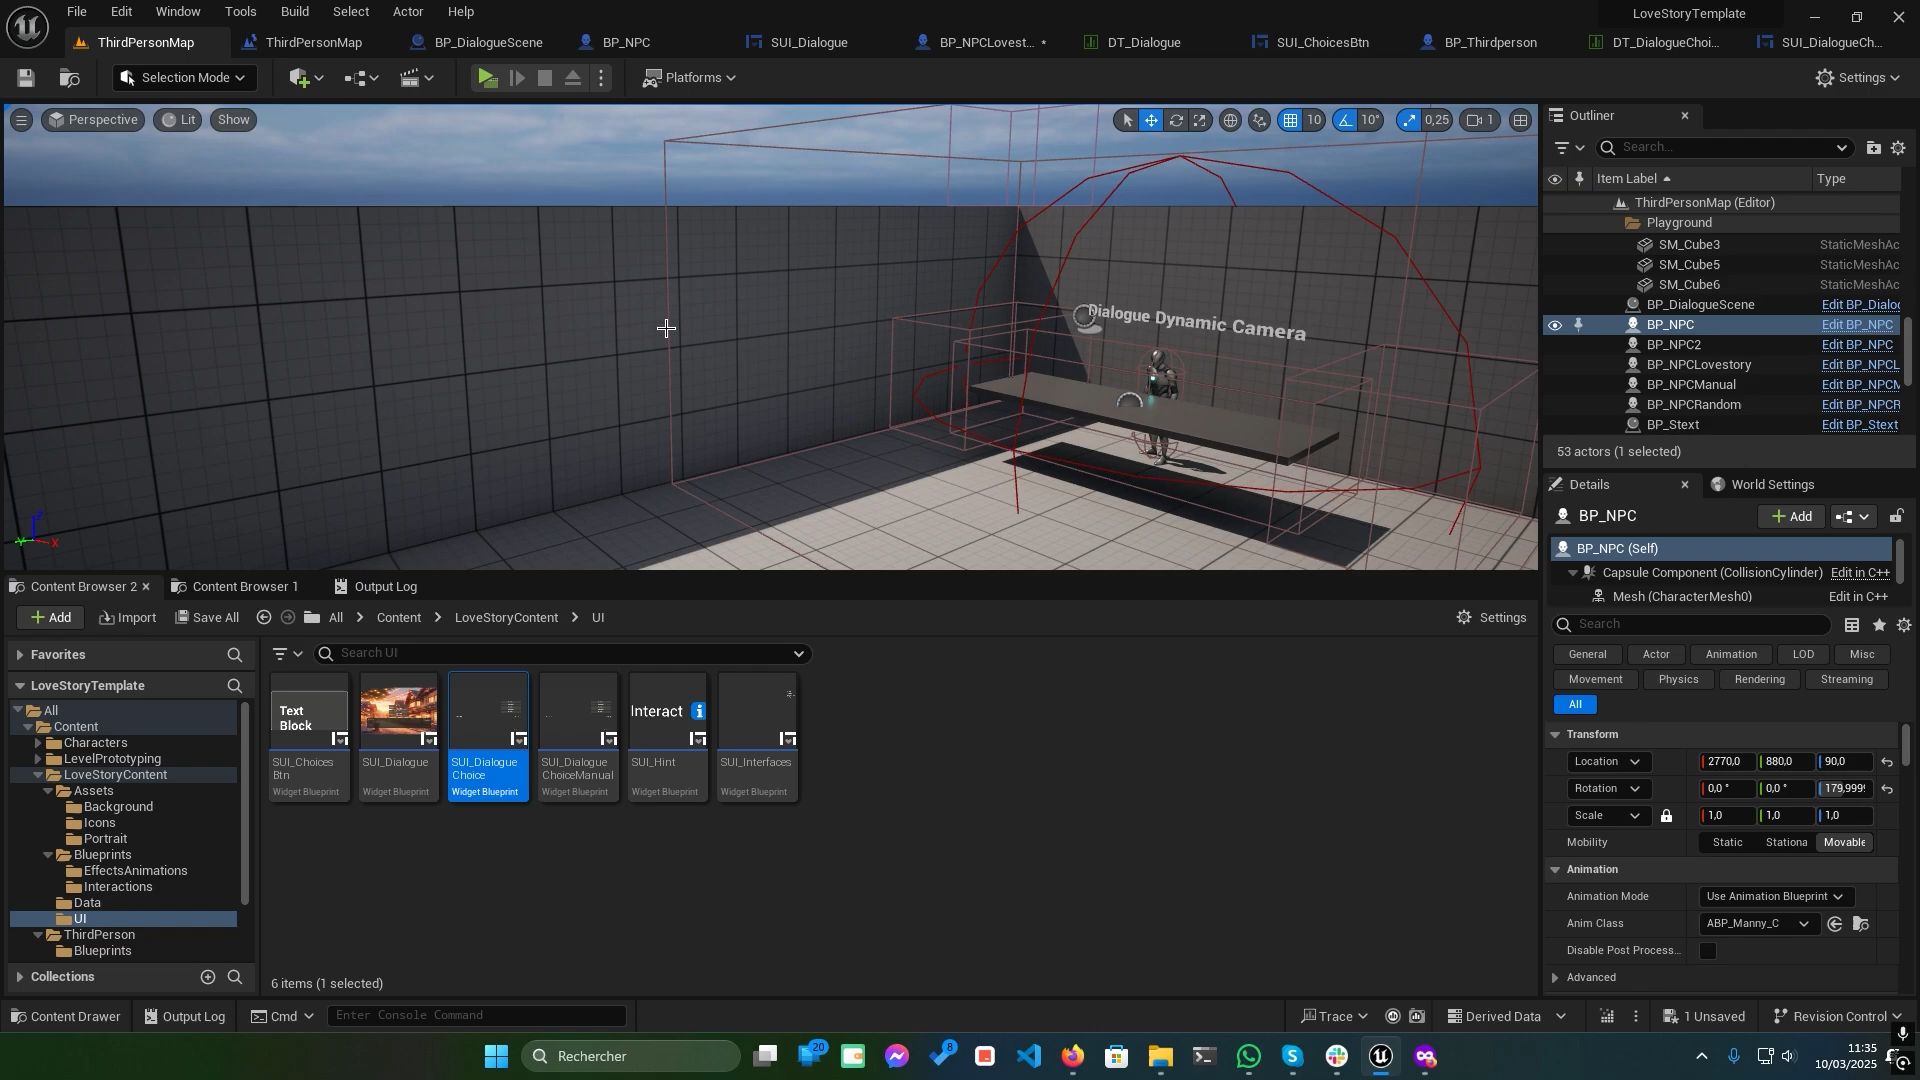 File Edit Window Tools Build Select Actor Help
LoveStoryTemplate
ThirdPersonMap
ThirdPersonMap
BP_DialogueScene
BP_NPC
SUI_Dialogue
BP_NPCLovest... •
DT_Dialogue
SUI_ChoicesBtn
BP_Thirdperson
DT_DialogueChoi...
SUI_DialogueCh...
Selection Mode
Platforms
Settings
Perspective
Lit
Show
10
10°
0,25
1
Dialogue Dynamic Camera
X
Outliner
Search...
Item Label
Type
ThirdPersonMap (Editor)
Playground
SM_Cube3 StaticMeshAc
SM_Cube5 StaticMeshAc
SM_Cube6 StaticMeshAc
BP_DialogueScene Edit BP_Dialog
BP_NPC Edit BP_NPC
BP_NPC2 Edit BP_NPC
BP_NPCLovestory Edit BP_NPCL
BP_NPCManual Edit BP_NPCM
BP_NPCRandom Edit BP_NPCR
BP_Stext Edit BP_Stext
53 actors (1 selected)
Details
World Settings
BP_NPC
Add
BP_NPC (Self)
Capsule Component (CollisionCylinder) Edit in C++
Mesh (CharacterMesh0) Edit in C++
Search
General Actor Animation LOD Misc
Movement Physics Rendering Streaming
All
Transform
Location 2770,0 880,0 90,0
Rotation 0,0 ° 0,0 ° 179,999
Scale 1,0 1,0 1,0
Mobility Static Stationa Movable
Animation
Animation Mode Use Animation Blueprint
Anim Class ABP_Manny_C
Disable Post Process...
Advanced
Content Browser 2
Content Browser 1
Output Log
Add
Import
Save All
All > Content > LoveStoryContent > UI
Settings
Favorites
LoveStoryTemplate
All
Content
Characters
LevelPrototyping
LoveStoryContent
Assets
Background
Icons
Portrait
Blueprints
EffectsAnimations
Interactions
Data
UI
ThirdPerson
Blueprints
Collections
Search UI
Text
Block
SUI_Choices
Btn
Widget Blueprint
SUI_Dialogue
Widget Blueprint
SUI_Dialogue
Choice
Widget Blueprint
SUI_Dialogue
ChoiceManual
Widget Blueprint
Interact i
SUI_Hint
Widget Blueprint
SUI_Interfaces
Widget Blueprint
6 items (1 selected)
Content Drawer
Output Log
Cmd
Enter Console Command
Trace
Derived Data
1 Unsaved
Revision Control
Rechercher
20
8
11:35
10/03/2025